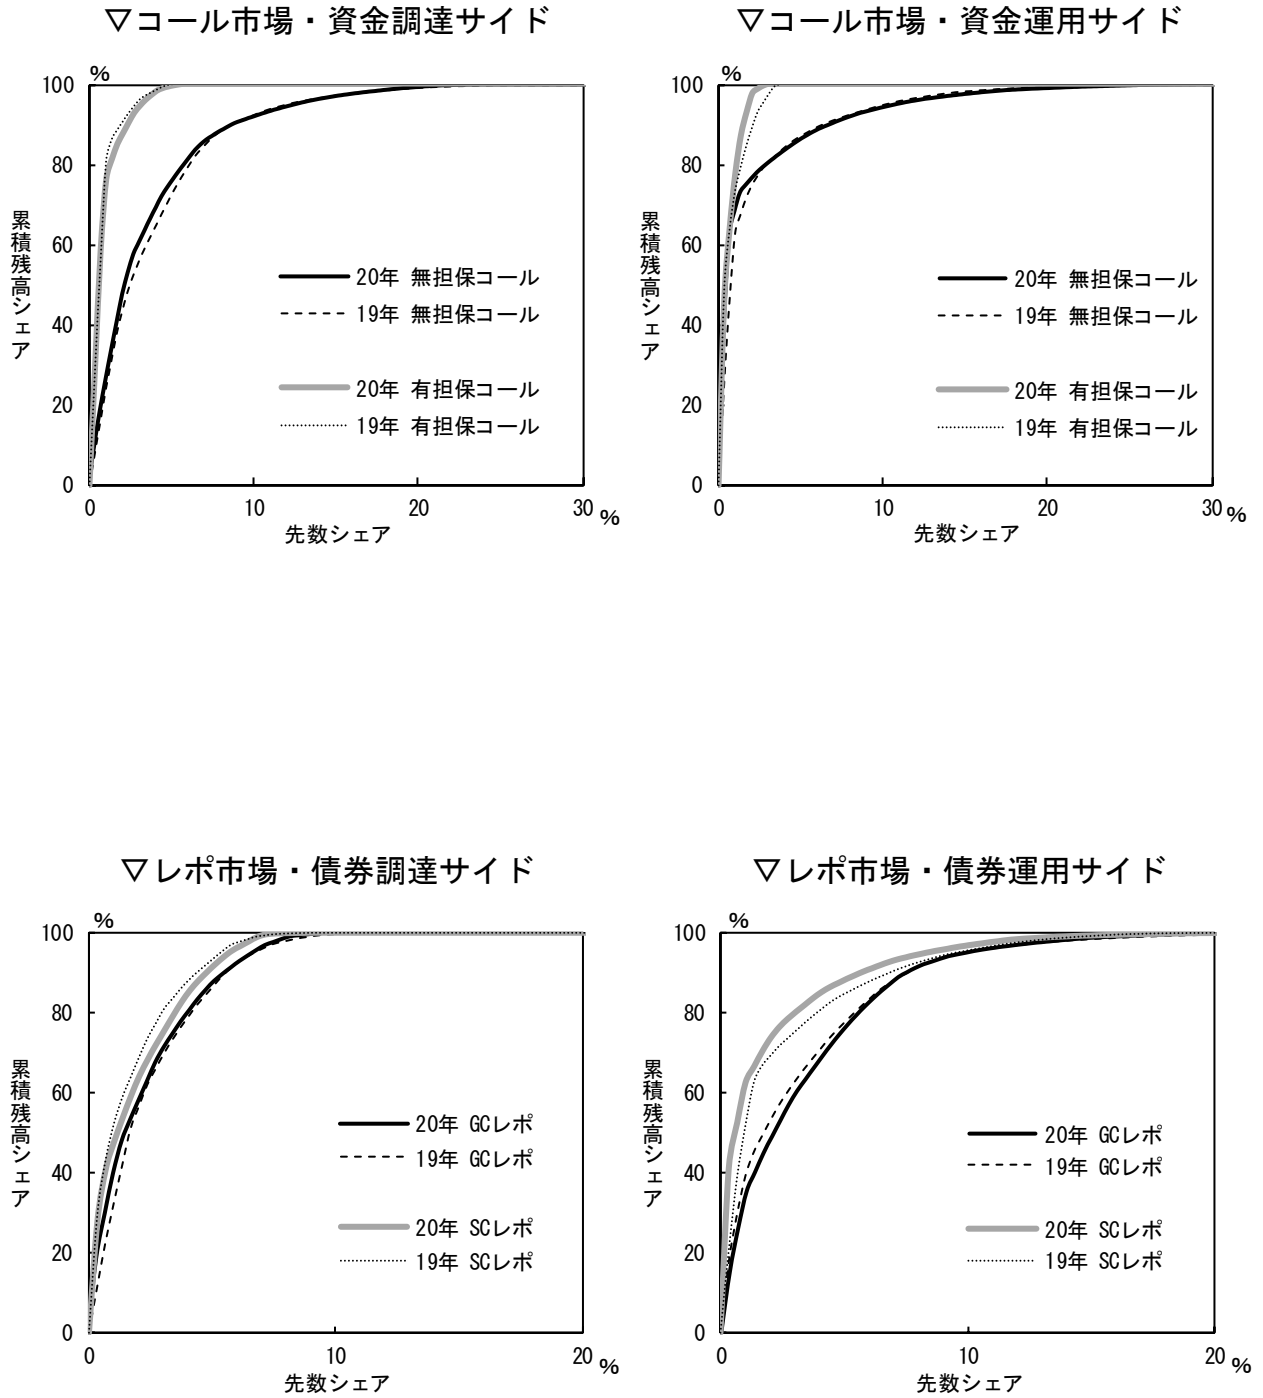 ▽コール市場・資金調達サイド
%
100
80
60
40
20
0
累積残高シェア
20年 無担保コール
19年 無担保コール
20年 有担保コール
19年 有担保コール
0
10
20
30
%
先数シェア
▽コール市場・資金運用サイド
%
100
80
60
40
20
0
累積残高シェア
20年 無担保コール
19年 無担保コール
20年 有担保コール
19年 有担保コール
0
10
20
30
%
先数シェア
▽レポ市場・債券調達サイド
%
100
80
60
40
20
0
累積残高シェア
20年 GCレポ
19年 GCレポ
20年 SCレポ
19年 SCレポ
0
10
20
%
先数シェア
▽レポ市場・債券運用サイド
%
100
80
60
40
20
0
累積残高シェア
20年 GCレポ
19年 GCレポ
20年 SCレポ
19年 SCレポ
0
10
20
%
先数シェア